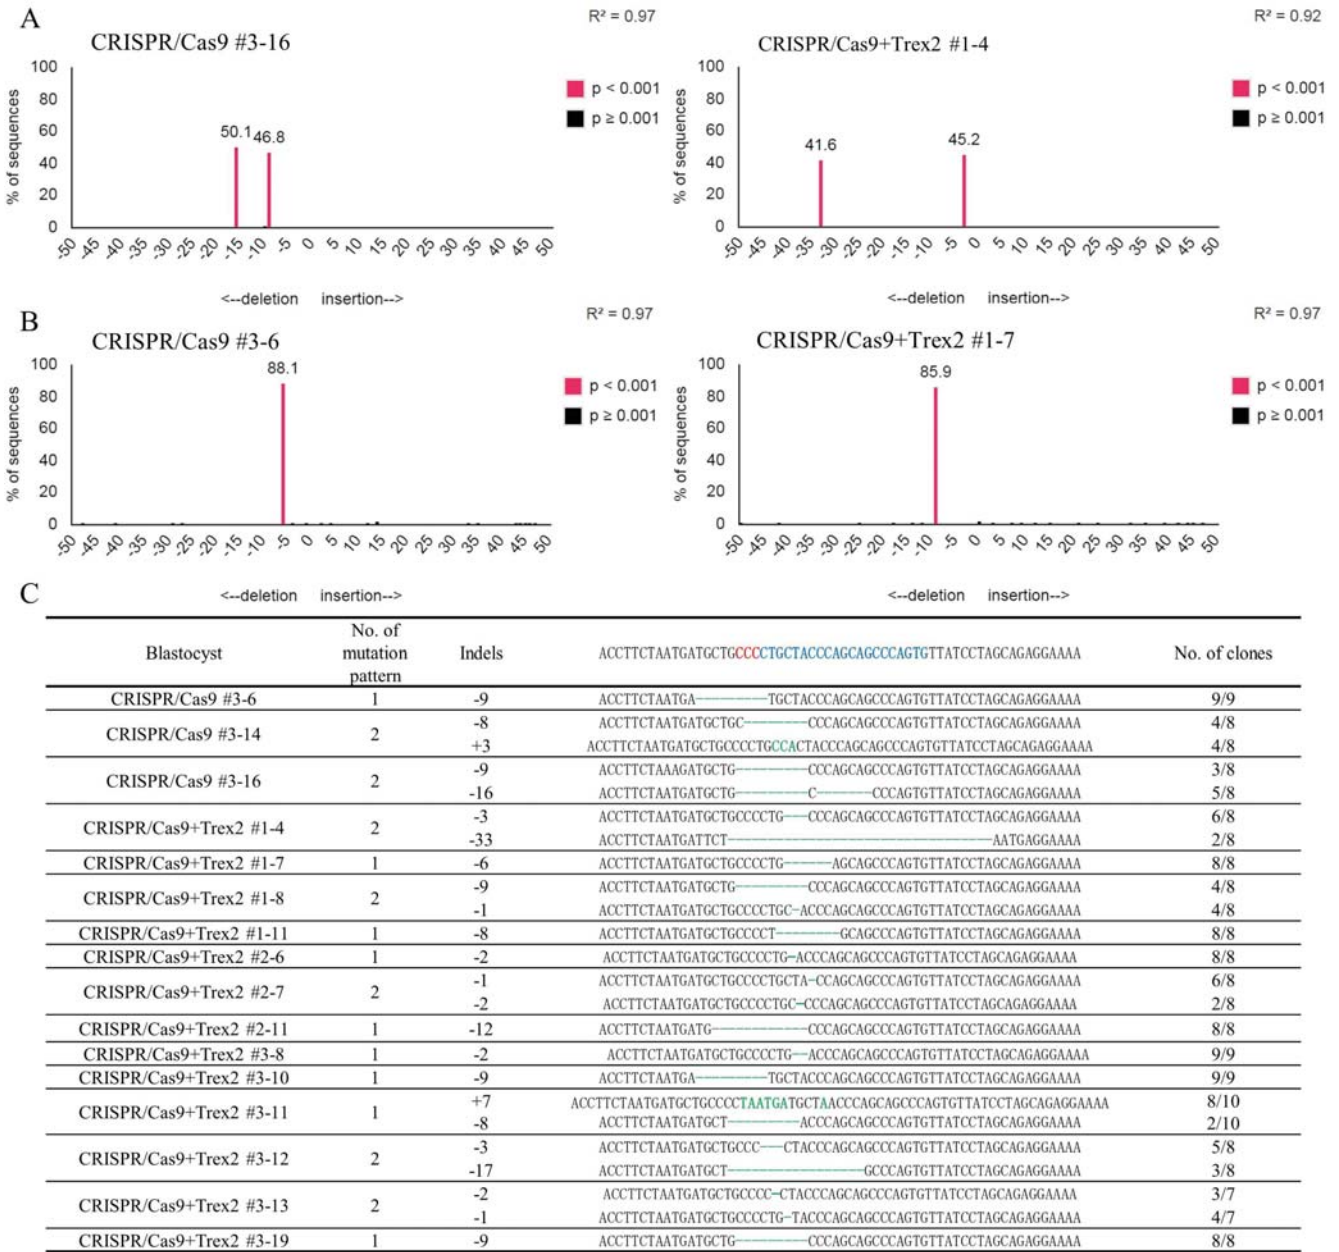 A
R² = 0.97
CRISPR/Cas9 #3-16
100
80
60
40
20
0
% of sequences
50.1
46.8
p < 0.001
p ≥ 0.001
-50 -45 -40 -35 -30 -25 -20 -15 -10 -5 0 5 10 15 20 25 30 35 40 45 50
<--deletion insertion-->
R² = 0.92
CRISPR/Cas9+Trex2 #1-4
100
80
60
40
20
0
% of sequences
41.6
45.2
p < 0.001
p ≥ 0.001
-50 -45 -40 -35 -30 -25 -20 -15 -10 -5 0 5 10 15 20 25 30 35 40 45 50
<--deletion insertion-->
B
R² = 0.97
CRISPR/Cas9 #3-6
100
80
60
40
20
0
% of sequences
88.1
p < 0.001
p ≥ 0.001
-50 -45 -40 -35 -30 -25 -20 -15 -10 -5 0 5 10 15 20 25 30 35 40 45 50
<--deletion insertion-->
R² = 0.97
CRISPR/Cas9+Trex2 #1-7
100
80
60
40
20
0
% of sequences
85.9
p < 0.001
p ≥ 0.001
-50 -45 -40 -35 -30 -25 -20 -15 -10 -5 0 5 10 15 20 25 30 35 40 45 50
<--deletion insertion-->
C
Blastocyst No. of mutation pattern Indels ACCTTCTAATGATGCTGCCCCTGCTACCCAGCAGCCCAGTGTTATCCTAGCAGAGGAAAA No. of clones
CRISPR/Cas9 #3-6 1 -9 ACCTTCTAATGA---------TGCTACCCAGCAGCCCAGTGTTATCCTAGCAGAGGAAAA 9/9
CRISPR/Cas9 #3-14 2 -8 ACCTTCTAATGATGCTGC--------CCCAGCAGCCCAGTGTTATCCTAGCAGAGGAAAA 4/8
+3 ACCTTCTAATGATGCTGCCCCTGCCACTACCCAGCAGCCCAGTGTTATCCTAGCAGAGGAAAA 4/8
CRISPR/Cas9 #3-16 2 -9 ACCTTCTAAAGATGCTG---------CCCAGCAGCCCAGTGTTATCCTAGCAGAGGAAAA 3/8
-16 ACCTTCTAATGATGCTG---------C-------CCCAGTGTTATCCTAGCAGAGGAAAA 5/8
CRISPR/Cas9+Trex2 #1-4 2 -3 ACCTTCTAATGATGCTGCCCCTG---CCCAGCAGCCCAGTGTTATCCTAGCAGAGGAAAA 6/8
-33 ACCTTCTAATGATTCT---------------------------------AATGAGGAAAA 2/8
CRISPR/Cas9+Trex2 #1-7 1 -6 ACCTTCTAATGATGCTGCCCCTG------AGCAGCCCAGTGTTATCCTAGCAGAGGAAAA 8/8
CRISPR/Cas9+Trex2 #1-8 2 -9 ACCTTCTAATGATGCTG---------CCCAGCAGCCCAGTGTTATCCTAGCAGAGGAAAA 4/8
-1 ACCTTCTAATGATGCTGCCCCTGC-ACCCAGCAGCCCAGTGTTATCCTAGCAGAGGAAAA 4/8
CRISPR/Cas9+Trex2 #1-11 1 -8 ACCTTCTAATGATGCTGCCCCT--------GCAGCCCAGTGTTATCCTAGCAGAGGAAAA 8/8
CRISPR/Cas9+Trex2 #2-6 1 -2 ACCTTCTAATGATGCTGCCCCTG-ACCCAGCAGCCCAGTGTTATCCTAGCAGAGGAAAA 8/8
CRISPR/Cas9+Trex2 #2-7 2 -1 ACCTTCTAATGATGCTGCCCCTGCTA-CCAGCAGCCCAGTGTTATCCTAGCAGAGGAAAA 6/8
-2 ACCTTCTAATGATGCTGCCCCTGC-CCCAGCAGCCCAGTGTTATCCTAGCAGAGGAAAA 2/8
CRISPR/Cas9+Trex2 #2-11 1 -12 ACCTTCTAATGATG------------CCCAGCAGCCCAGTGTTATCCTAGCAGAGGAAAA 8/8
CRISPR/Cas9+Trex2 #3-8 1 -2 ACCTTCTAATGATGCTGCCCCTG--ACCCAGCAGCCCAGTGTTATCCTAGCAGAGGAAAA 9/9
CRISPR/Cas9+Trex2 #3-10 1 -9 ACCTTCTAATGA---------TGCTACCCAGCAGCCCAGTGTTATCCTAGCAGAGGAAAA 9/9
CRISPR/Cas9+Trex2 #3-11 1 +7 ACCTTCTAATGATGCTGCCCCTAATGATGCTAACCCAGCAGCCCAGTGTTATCCTAGCAGAGGAAAA 8/10
-8 ACCTTCTAATGATGCT---------ACCCAGCAGCCCAGTGTTATCCTAGCAGAGGAAAA 2/10
CRISPR/Cas9+Trex2 #3-12 2 -3 ACCTTCTAATGATGCTGCCC---CTACCCAGCAGCCCAGTGTTATCCTAGCAGAGGAAAA 5/8
-17 ACCTTCTAATGATGCT-----------------GCCCAGTGTTATCCTAGCAGAGGAAAA 3/8
CRISPR/Cas9+Trex2 #3-13 2 -2 ACCTTCTAATGATGCTGCCCC-CTACCCAGCAGCCCAGTGTTATCCTAGCAGAGGAAAA 3/7
-1 ACCTTCTAATGATGCTGCCCCTG-TACCCAGCAGCCCAGTGTTATCCTAGCAGAGGAAAA 4/7
CRISPR/Cas9+Trex2 #3-19 1 -9 ACCTTCTAATGATGCTG---------CCCAGCAGCCCAGTGTTATCCTAGCAGAGGAAAA 8/8